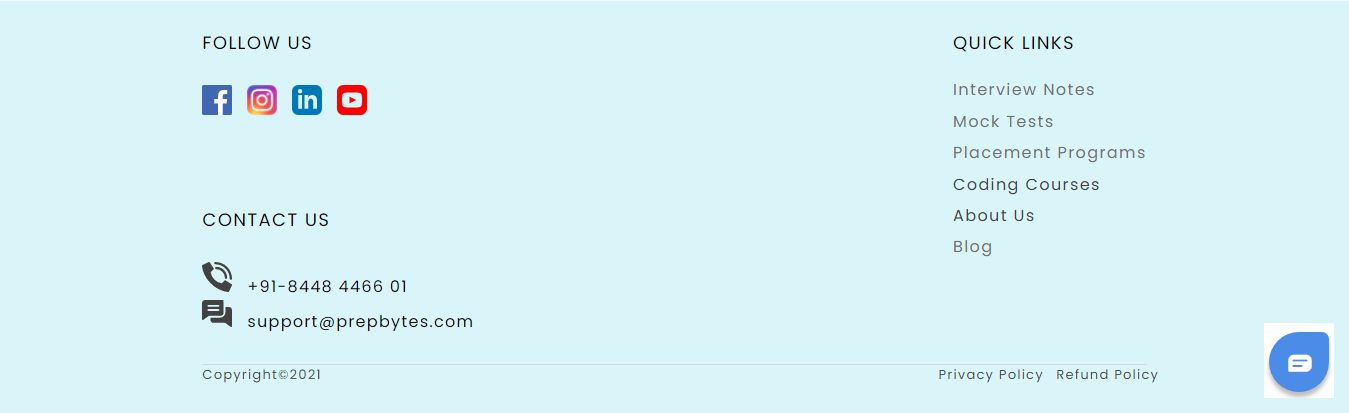 FOLLOW US
CONTACT US
+91-8448 4466 01
support@prepbytes.com
QUICK LINKS
Interview Notes
Mock Tests
Placement Programs
Coding Courses
About Us
Blog
Copyright©2021
Privacy Policy Refund Policy